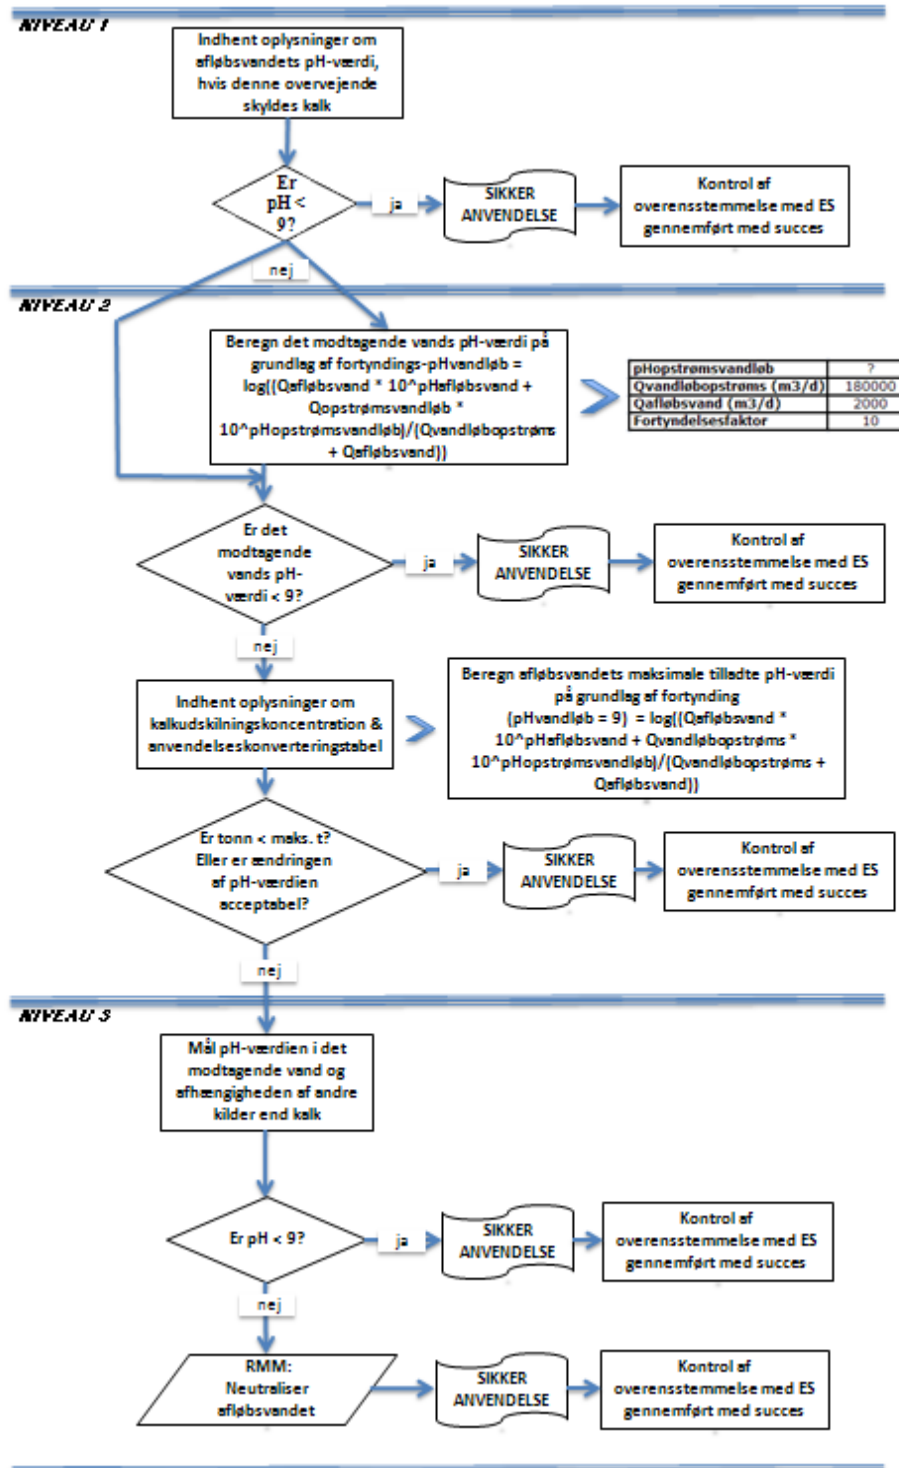 NIVEAU 1
Indhent oplysninger om
afløbsvandets pH-værdi,
hvis denne overvejende
skyldes kalk
Er
pH <
9?
ja
SIKKER
ANVENDELSE
Kontrol af
overensstemmelse med ES
gennemført med succes
nej
NIVEAU 2
Beregn det modtagende vands pH-værdi på
grundlag af fortyndings-pHvandløb =
log((Qafløbsvand * 10^pHafløbsvand +
Qopstrømsvandløb *
10^pHopstrømsvandløb)/(Qvandløbopstrøms
+ Qafløbsvand))
pHopstrømsvandløb ?
Qvandløbopstrøms (m3/d) 180000
Qafløbsvand (m3/d) 2000
Fortyndelsesfaktor 10
Er det
modtagende
vands pH-
værdi < 9?
ja
SIKKER
ANVENDELSE
Kontrol af
overensstemmelse med ES
gennemført med succes
nej
Indhent oplysninger om
kalkudskilningskoncentration &
anvendelseskonverteringstabel
Beregn afløbsvandets maksimale tilladte pH-værdi
på grundlag af fortynding
(pHvandløb = 9) = log((Qafløbsvand *
10^pHafløbsvand + Qvandløbopstrøms *
10^pHopstrømsvandløb)/(Qvandløbopstrøms +
Qafløbsvand))
Er tonn < maks. t?
Eller er ændringen
af pH-værdien
acceptabel?
ja
SIKKER
ANVENDELSE
Kontrol af
overensstemmelse med ES
gennemført med succes
nej
NIVEAU 3
Mål pH-værdien i det
modtagende vand og
afhængigheden af andre
kilder end kalk
Er pH < 9?
ja
SIKKER
ANVENDELSE
Kontrol af
overensstemmelse med ES
gennemført med succes
nej
RMM:
Neutraliser
afløbsvandet
SIKKER
ANVENDELSE
Kontrol af
overensstemmelse med ES
gennemført med succes